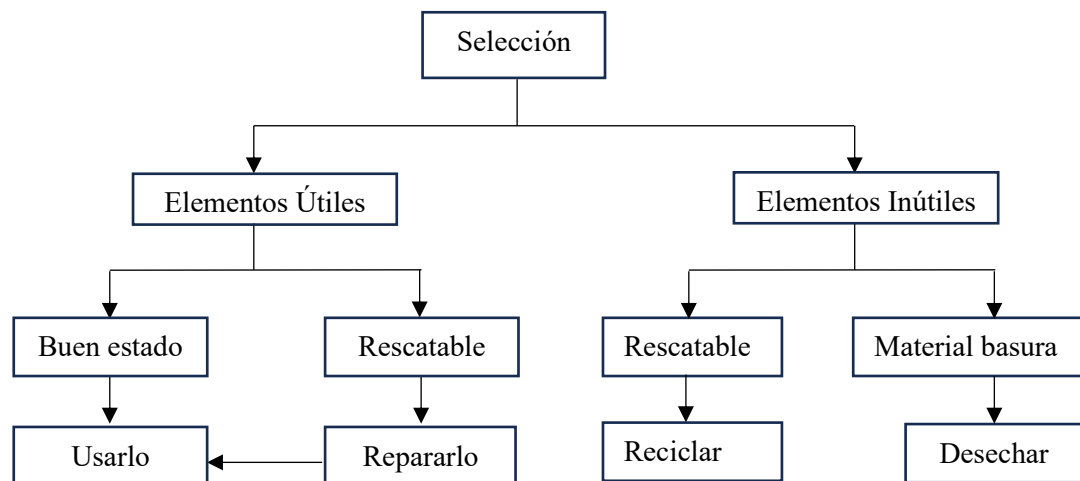 Selección
Elementos Útiles
Elementos Inútiles
Buen estado
Rescatable
Rescatable
Material basura
Usarlo
Repararlo
Reciclar
Desechar